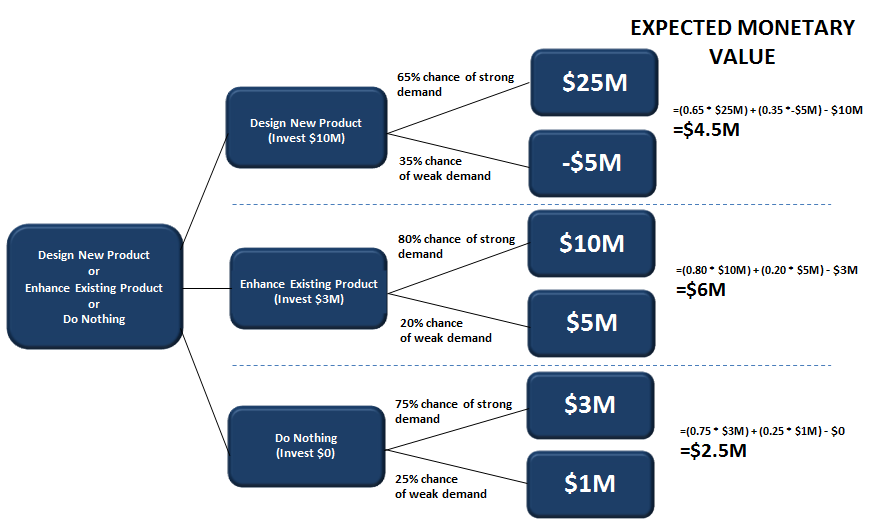 EXPECTED MONETARY
VALUE
65% chance of strong
demand
$25M
Design New Product
(Invest $10M)
=(0.65 * $25M) + (0.35 *-$5M) - $10M
=$4.5M
35% chance
of weak demand
-$5M
Design New Product
or
Enhance Existing Product
or
Do Nothing
80% chance of strong
demand
$10M
Enhance Existing Product
(Invest $3M)
=(0.80 * $10M) + (0.20 * $5M) - $3M
=$6M
20% chance
of weak demand
$5M
75% chance of strong
demand
$3M
Do Nothing
(Invest $0)
=(0.75 * $3M) + (0.25 * $1M) - $0
=$2.5M
25% chance
of weak demand
$1M